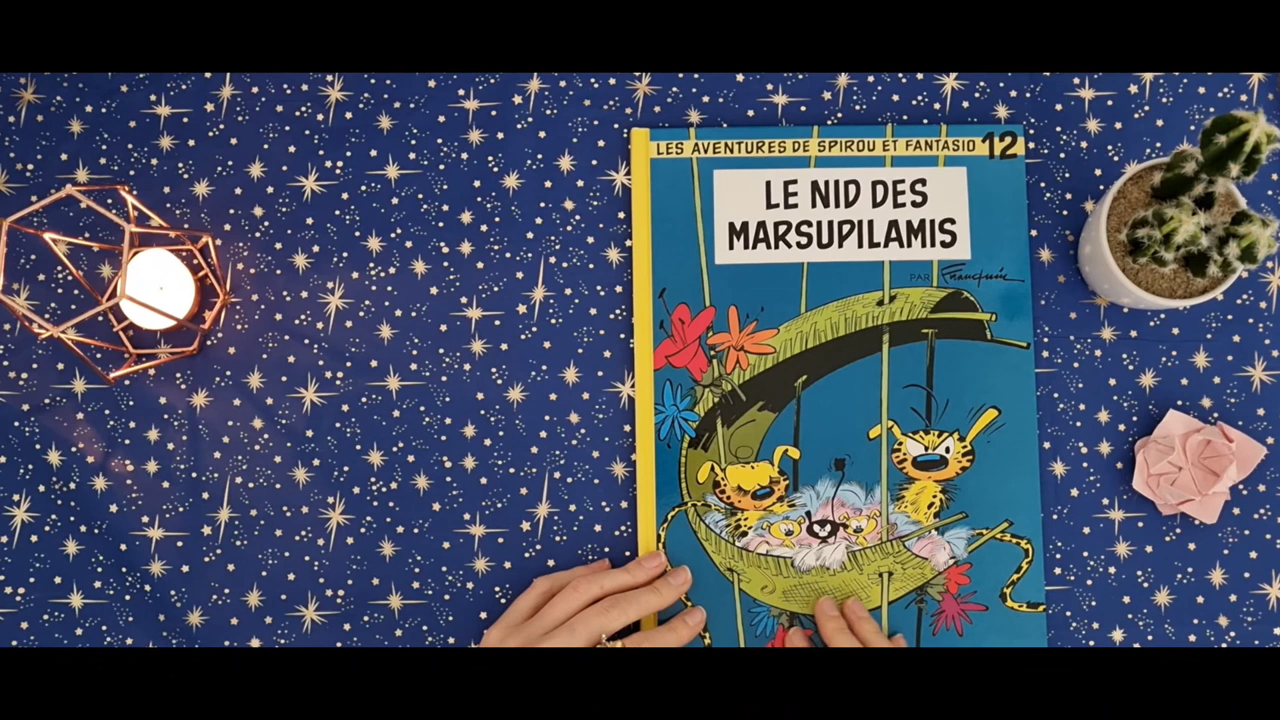 LES AVENTURES DE SPIROU ET FANTASIO 12
LE NID DES
MARSUPILAMIS
PAR Franquin